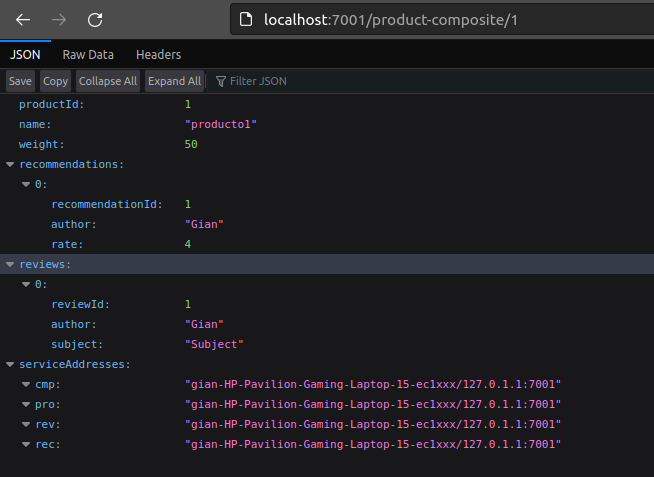 localhost:7001/product-composite/1
JSON Raw Data Headers
Save Copy Collapse All Expand All Filter JSON
productId: 1
name: "producto1"
weight: 50
recommendations:
0:
recommendationId: 1
author: "Gian"
rate: 4
reviews:
0:
reviewId: 1
author: "Gian"
subject: "Subject"
serviceAddresses:
cmp: "gian-HP-Pavilion-Gaming-Laptop-15-ec1xxx/127.0.1.1:7001"
pro: "gian-HP-Pavilion-Gaming-Laptop-15-ec1xxx/127.0.1.1:7001"
rev: "gian-HP-Pavilion-Gaming-Laptop-15-ec1xxx/127.0.1.1:7001"
rec: "gian-HP-Pavilion-Gaming-Laptop-15-ec1xxx/127.0.1.1:7001"